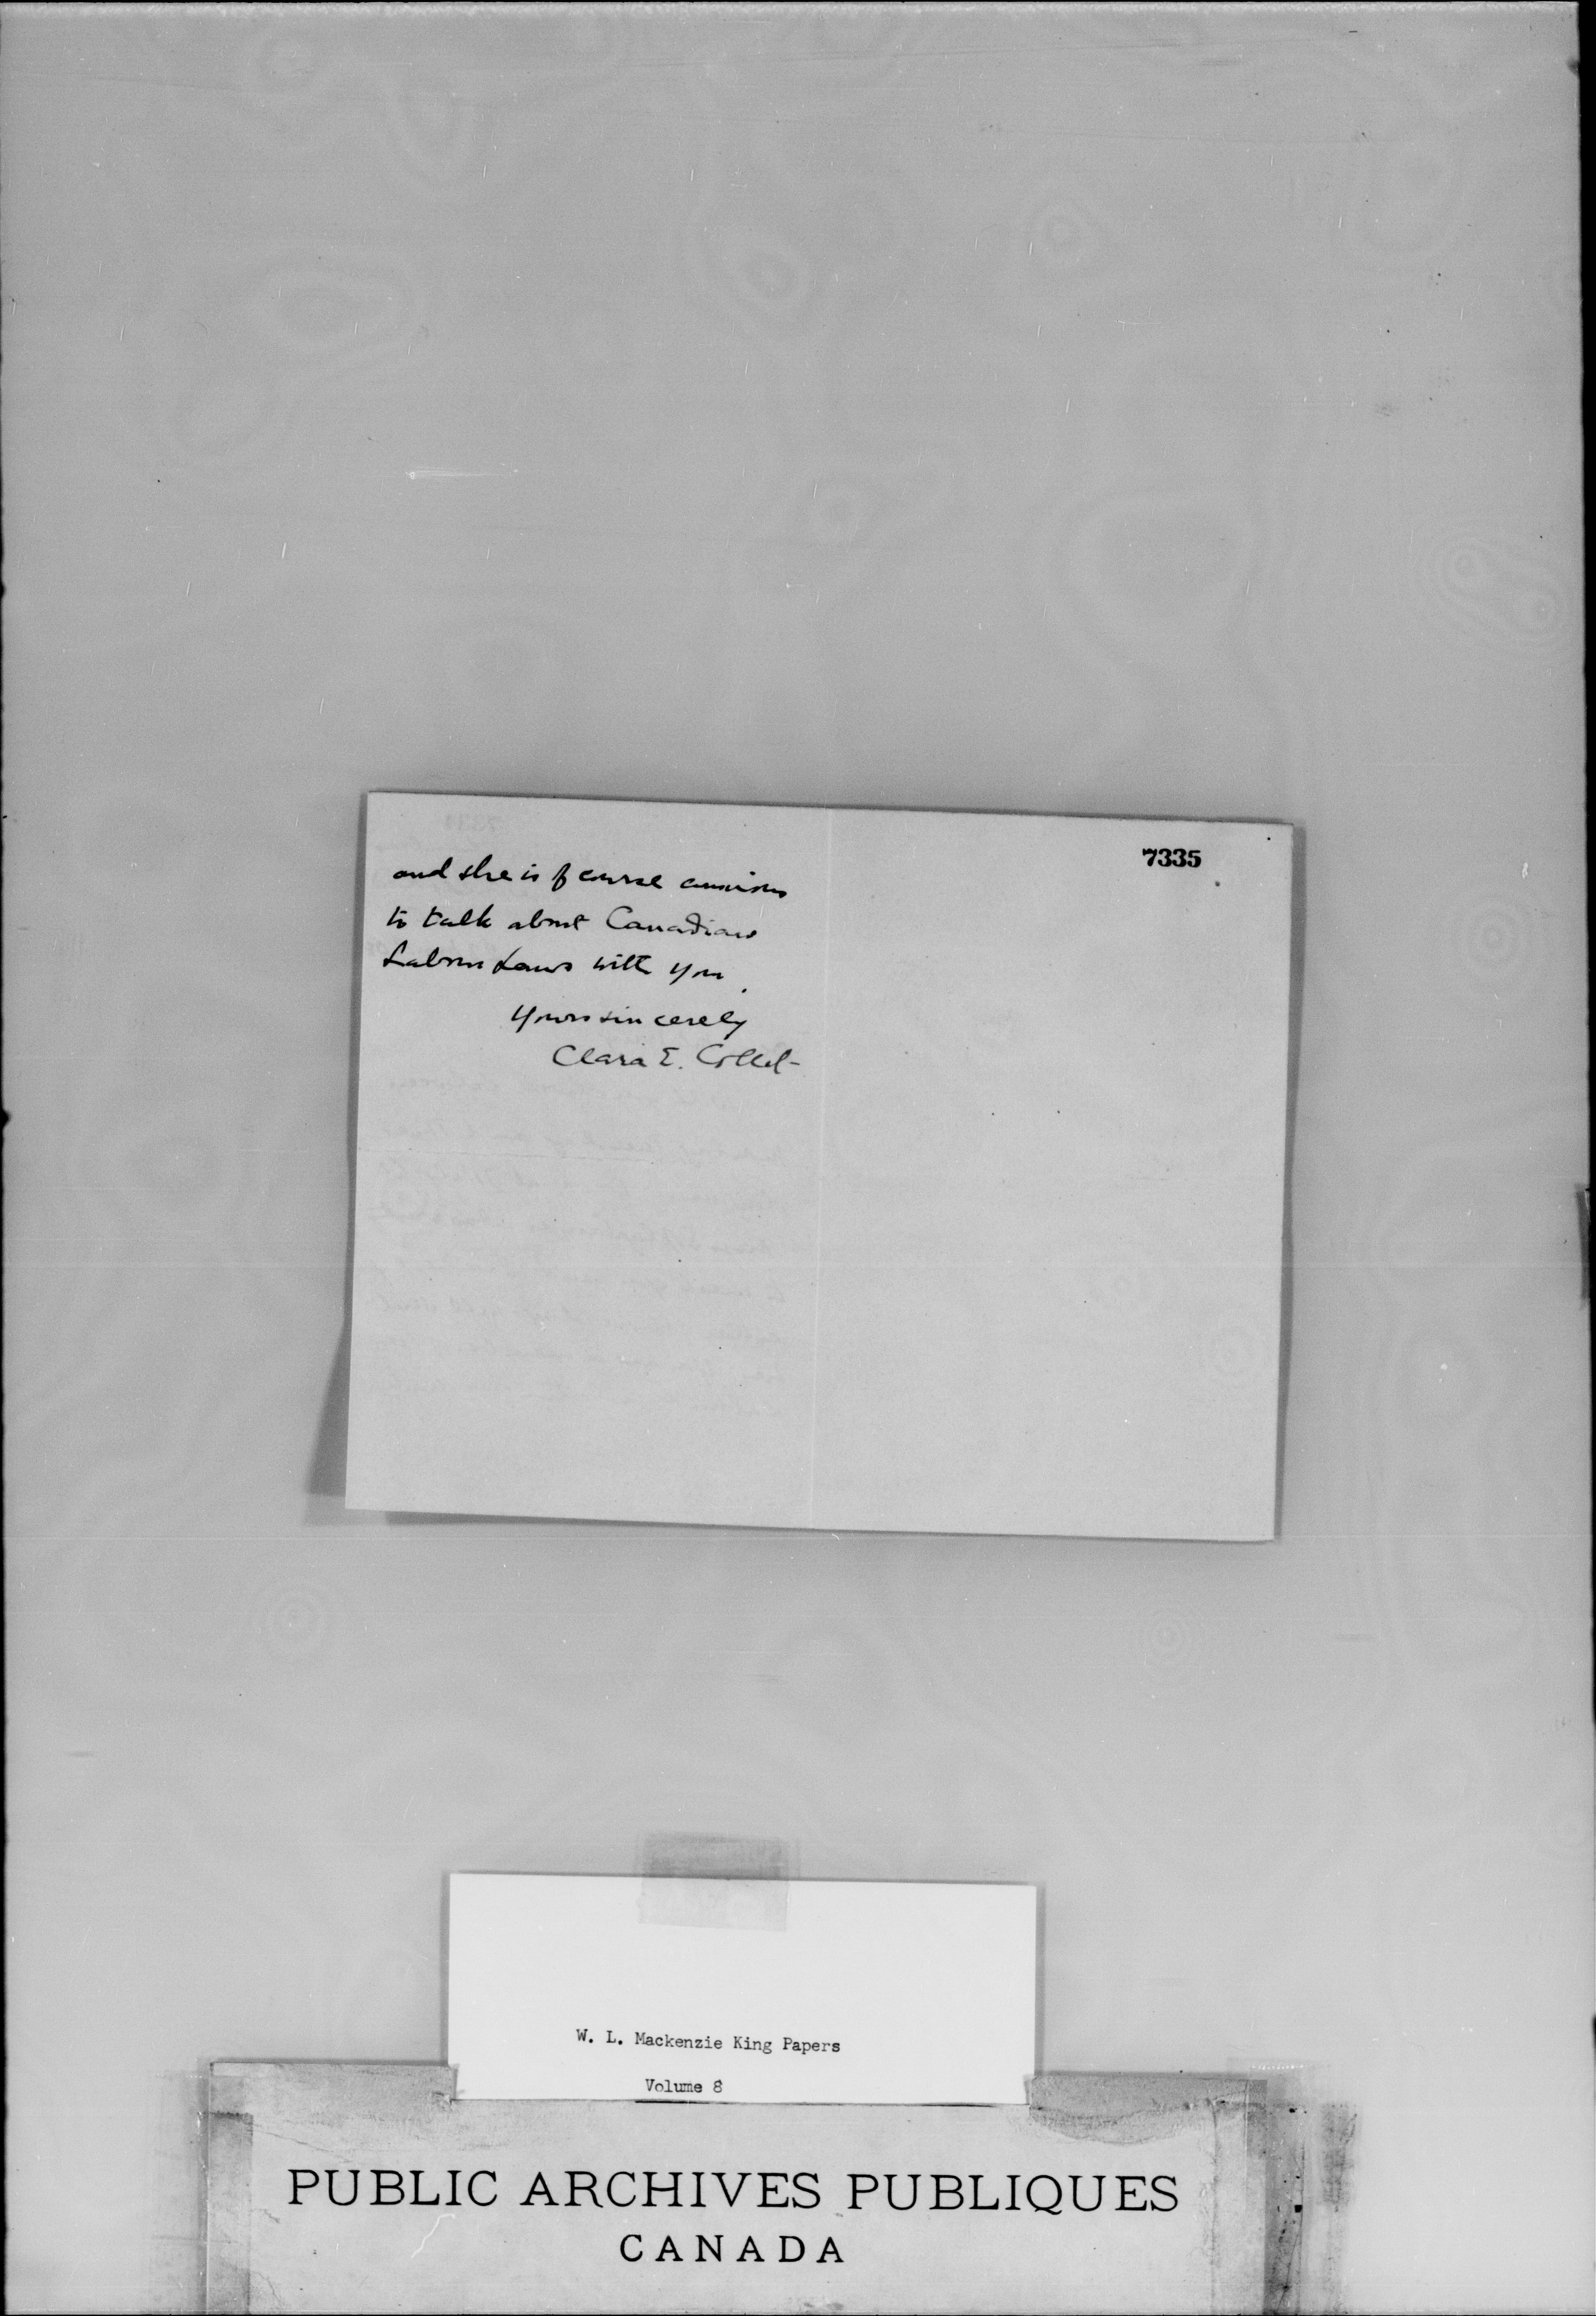 7335
and she is of course anxious
to talk about Canadian
Labour Laws with you.
Yours sincerely
Clara E. Collet
W. L. Mackenzie King Papers
Volume 8
PUBLIC ARCHIVES PUBLIQUES
CANADA